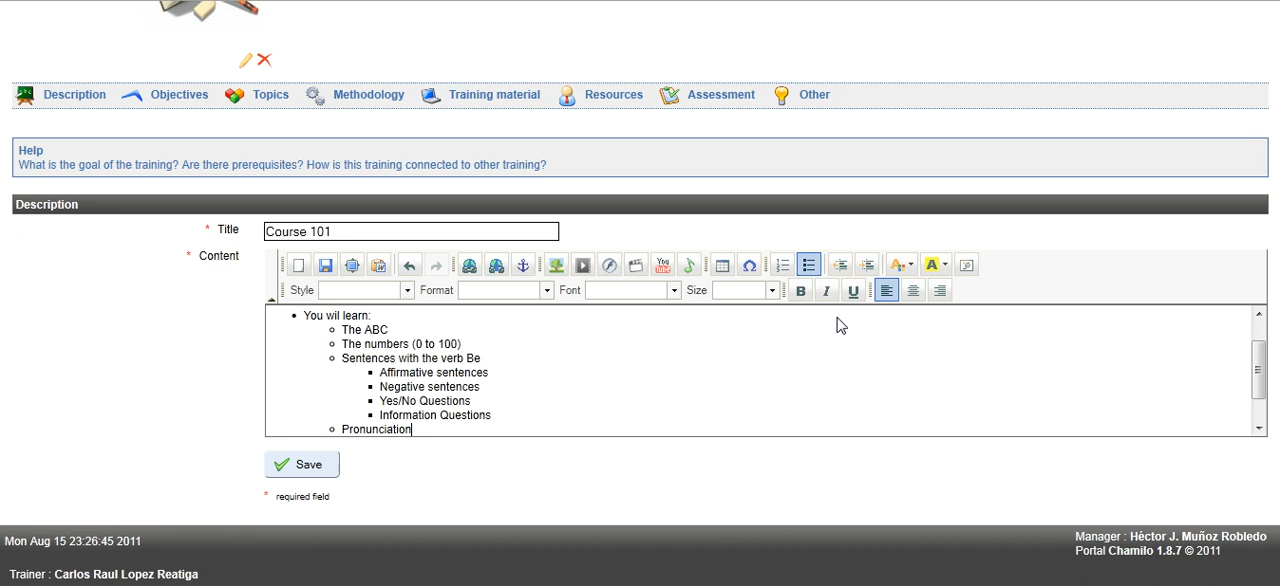 Description Objectives Topics Methodology Training material Resources Assessment Other
Help
What is the goal of the training? Are there prerequisites? How is this training connected to other training?
Description
* Title Course 101
* Content
You Tube
Style Format Font Size B I U
You wil learn:
The ABC
The numbers (0 to 100)
Sentences with the verb Be
Affirmative sentences
Negative sentences
Yes/No Questions
Information Questions
Pronunciation
Save
* required field
Mon Aug 15 23:26:45 2011
Manager : Héctor J. Muñoz Robledo
Portal Chamilo 1.8.7 © 2011
Trainer : Carlos Raul Lopez Reatiga